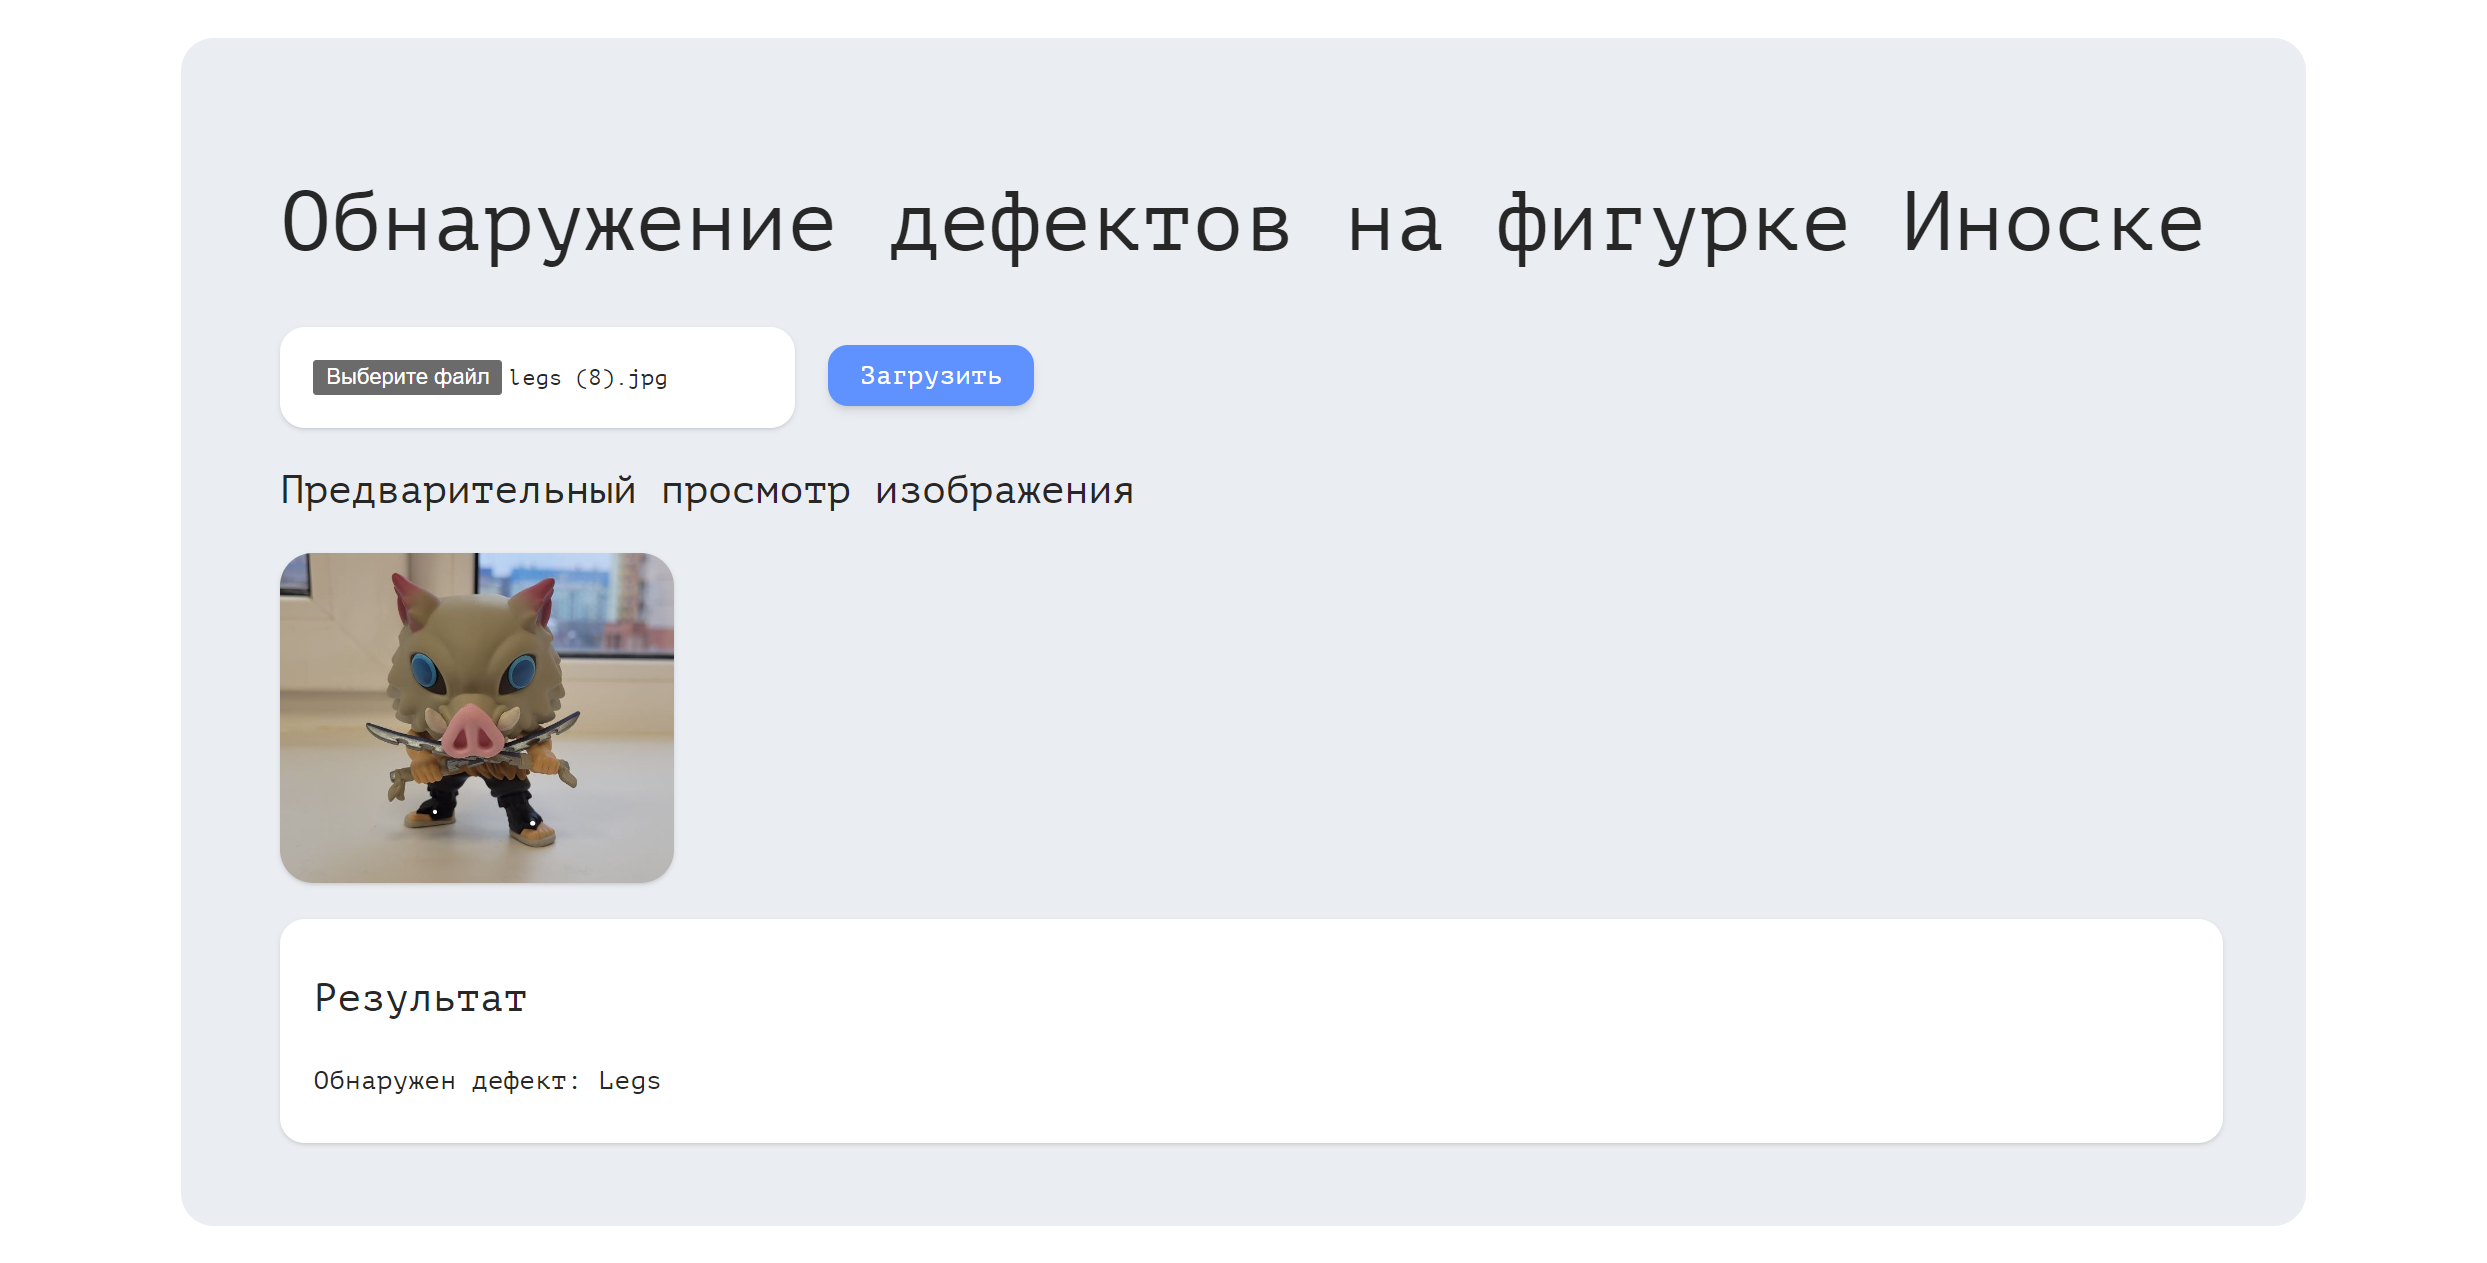 Обнаружение дефектов на фигурке Иноске
Выберите файл legs (8).jpg
Загрузить
Предварительный просмотр изображения
Результат
Обнаружен дефект: Legs